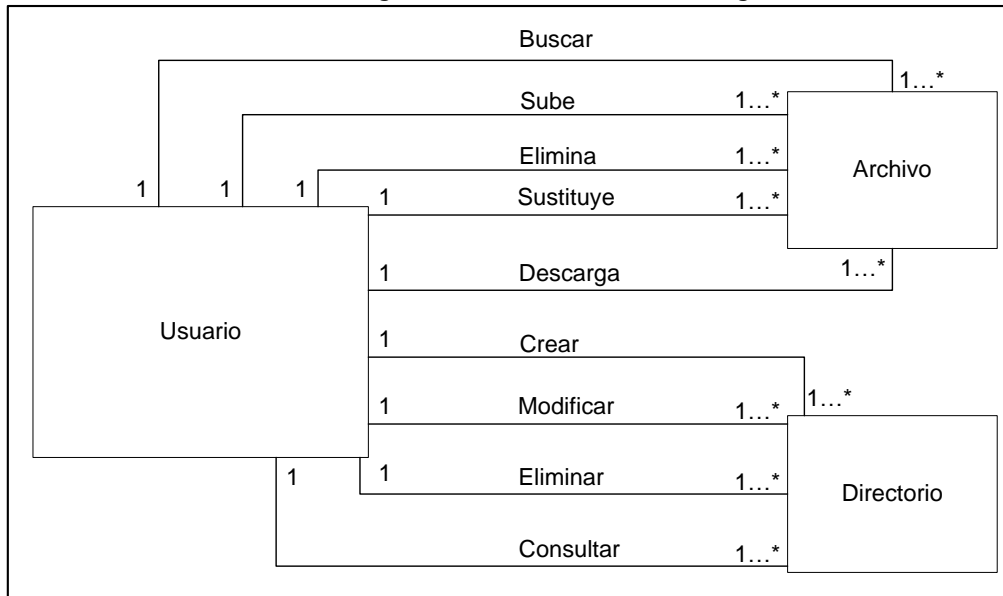 Buscar
1…*
Sube
1…*
Elimina
1…*
Archivo
1
1
1
1
Sustituye
1…*
1
Descarga
1…*
Usuario
1
Crear
1…*
1
Modificar
1…*
1
1
Eliminar
1…*
Directorio
Consultar
1…*